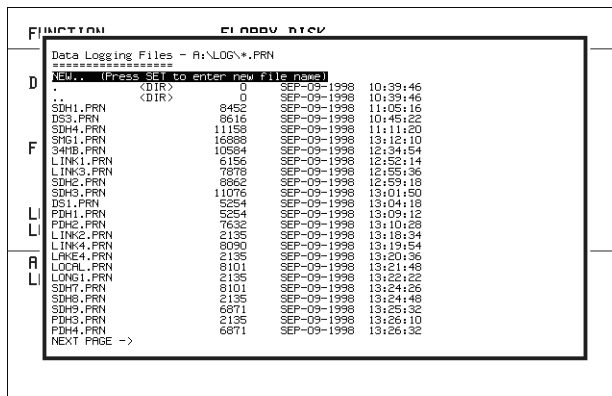 FUNCTION FLOPPY DISK
Data Logging Files - A:\LOG\*.PRN
===================
NEW.. (Press SET to enter new file name)
. <DIR> 0 SEP-09-1998 10:39:46
.. <DIR> 0 SEP-09-1998 10:39:46
SDH1.PRN 8452 SEP-09-1998 11:05:16
DS3.PRN 8616 SEP-09-1998 10:45:22
SDH4.PRN 11158 SEP-09-1998 11:11:20
SMG1.PRN 16888 SEP-09-1998 13:12:10
34MB.PRN 10584 SEP-09-1998 12:34:54
LINK1.PRN 6156 SEP-09-1998 12:52:14
LINK3.PRN 7878 SEP-09-1998 12:55:36
SDH2.PRN 8862 SEP-09-1998 12:59:18
SDH3.PRN 11076 SEP-09-1998 13:01:50
DS1.PRN 5254 SEP-09-1998 13:04:18
PDH1.PRN 5254 SEP-09-1998 13:09:12
PDH2.PRN 7632 SEP-09-1998 13:10:28
LINK2.PRN 2135 SEP-09-1998 13:18:34
LINK4.PRN 8090 SEP-09-1998 13:19:54
LAKE4.PRN 2135 SEP-09-1998 13:20:36
LOCAL.PRN 8101 SEP-09-1998 13:21:48
LONG1.PRN 2135 SEP-09-1998 13:22:22
SDH7.PRN 8101 SEP-09-1998 13:24:26
SDH8.PRN 2135 SEP-09-1998 13:24:48
SDH9.PRN 6871 SEP-09-1998 13:25:32
PDH3.PRN 2135 SEP-09-1998 13:26:10
PDH4.PRN 6871 SEP-09-1998 13:26:32
NEXT PAGE ->